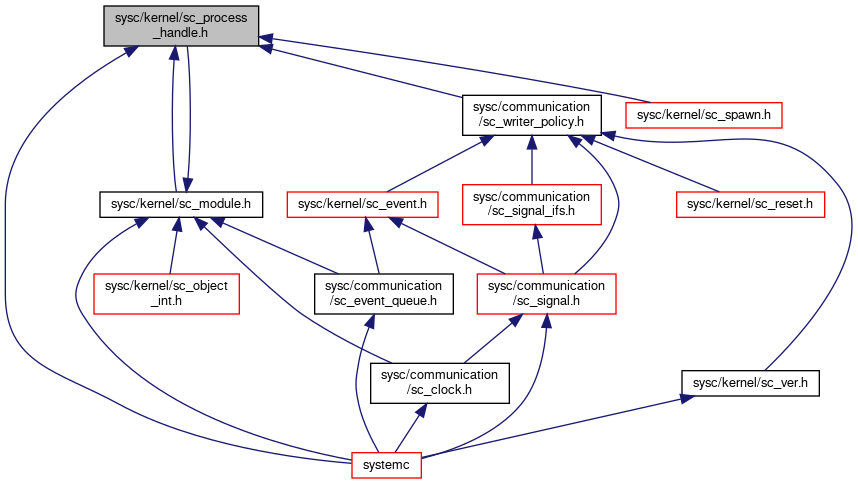 sysc/kernel/sc_process
_handle.h
sysc/communication
/sc_writer_policy.h
sysc/kernel/sc_spawn.h
sysc/kernel/sc_module.h
sysc/kernel/sc_event.h
sysc/communication
/sc_signal_ifs.h
sysc/kernel/sc_reset.h
sysc/kernel/sc_object
_int.h
sysc/communication
/sc_event_queue.h
sysc/communication
/sc_signal.h
sysc/communication
/sc_clock.h
sysc/kernel/sc_ver.h
systemc